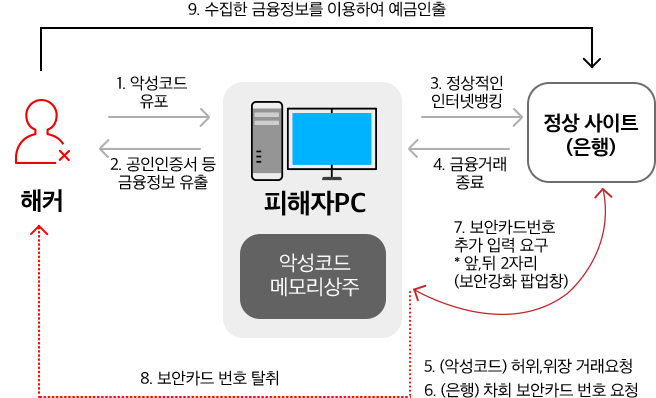 9. 수집한 금융정보를 이용하여 예금인출
1. 악성코드
유포
3. 정상적인
인터넷뱅킹
정상 사이트
(은행)
2. 공인인증서 등
금융정보 유출
4. 금융거래
종료
해커
피해자PC
악성코드
메모리상주
7. 보안카드번호
추가 입력 요구
* 앞,뒤 2자리
(보안강화 팝업창)
8. 보안카드 번호 탈취
5. (악성코드) 허위,위장 거래요청
6. (은행) 차회 보안카드 번호 요청